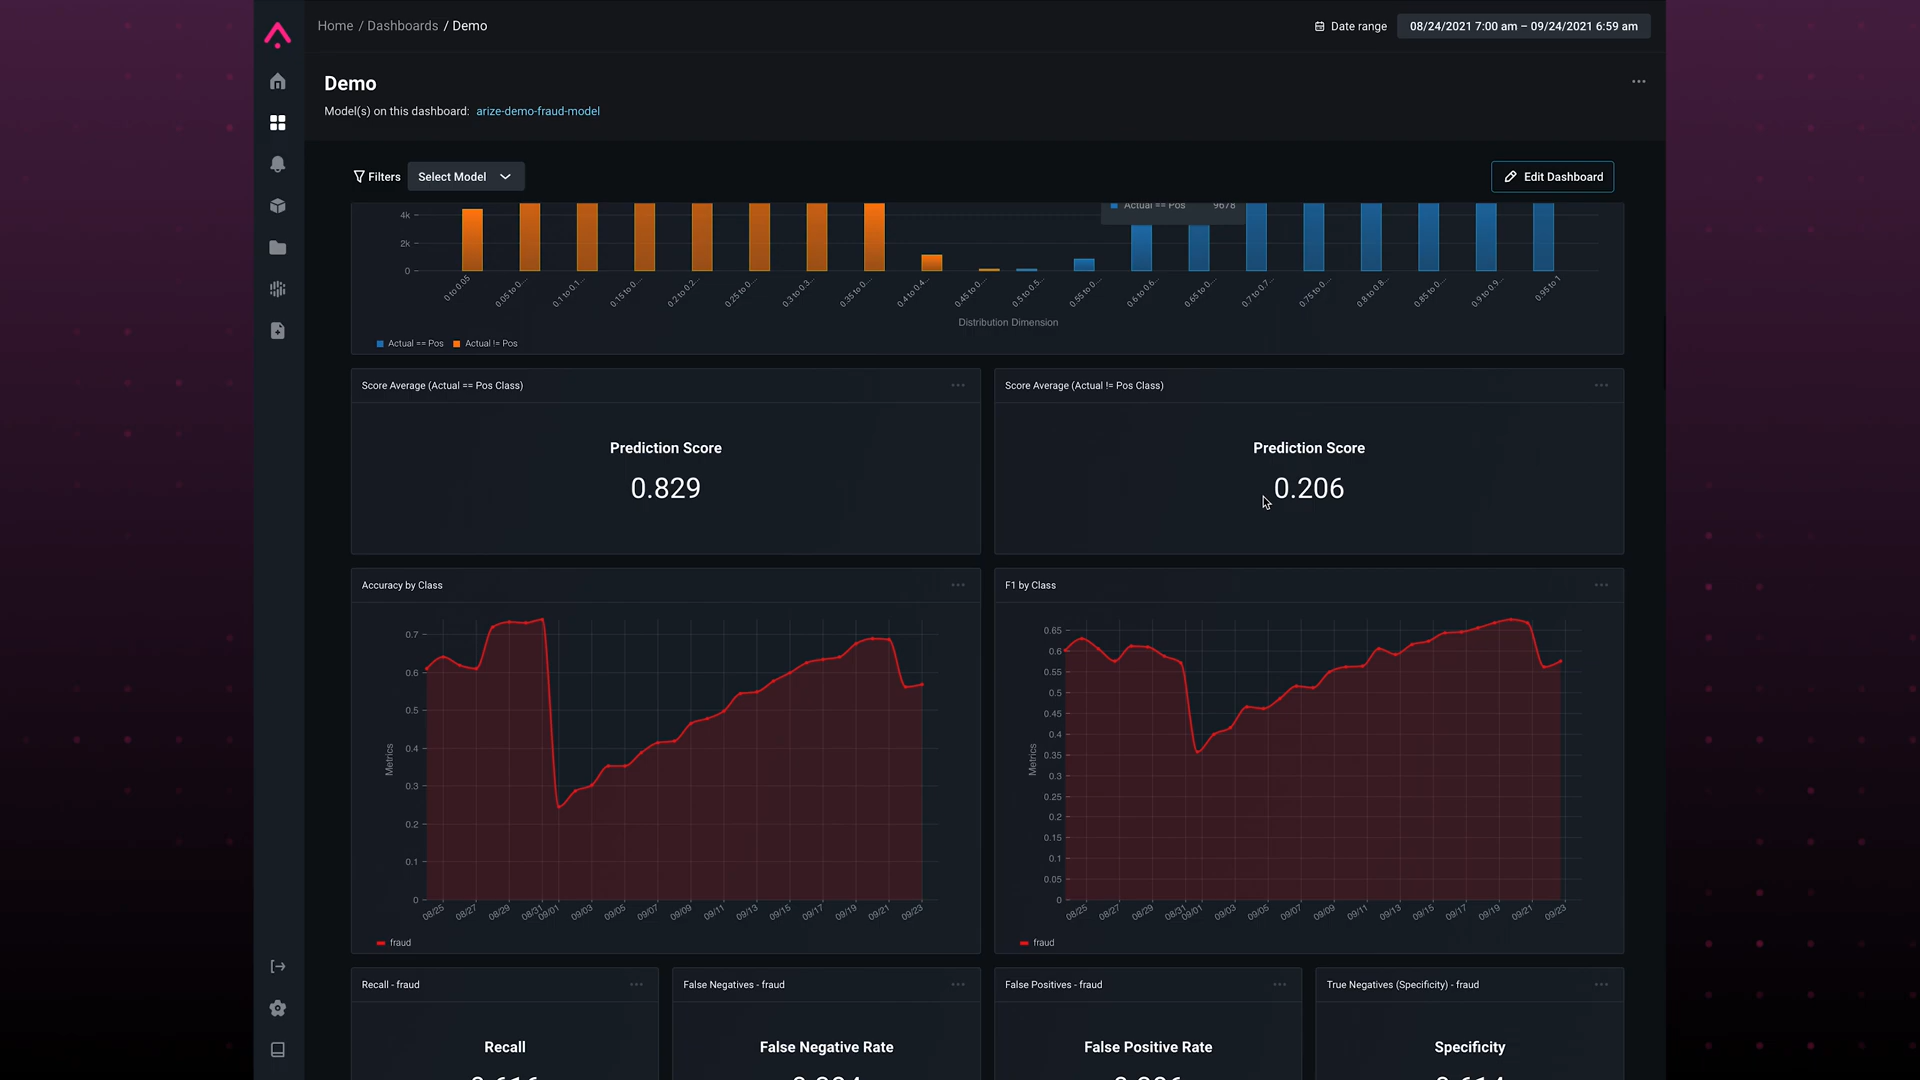 Home / Dashboards / Demo
Date range
08/24/2021 7:00 am – 09/24/2021 6:59 am
Demo
Model(s) on this dashboard: arize-demo-fraud-model
Filters
Select Model
Edit Dashboard
Actual == Pos 9678
4k
2k
0
0 to 0.05
0.05 to 0...
0.1 to 0.1...
0.15 to 0...
0.2 to 0.2...
0.25 to 0...
0.3 to 0.3...
0.35 to 0...
0.4 to 0.4...
0.45 to 0...
0.5 to 0.5...
0.55 to 0...
0.6 to 0.6...
0.65 to 0...
0.7 to 0.7...
0.75 to 0...
0.8 to 0.8...
0.85 to 0...
0.9 to 0.9...
0.95 to 1
Distribution Dimension
Actual == Pos Actual != Pos
Score Average (Actual == Pos Class)
Prediction Score
0.829
Score Average (Actual != Pos Class)
Prediction Score
0.206
Accuracy by Class
Metrics
0.7
0.6
0.5
0.4
0.3
0.2
0.1
0
08/25 08/27 08/29 08/31 09/01 09/03 09/05 09/07 09/09 09/11 09/13 09/15 09/17 09/19 09/21 09/23
fraud
F1 by Class
Metrics
0.65
0.6
0.55
0.5
0.45
0.4
0.35
0.3
0.25
0.2
0.15
0.1
0.05
0
08/25 08/27 08/29 08/31 09/01 09/03 09/05 09/07 09/09 09/11 09/13 09/15 09/17 09/19 09/21 09/23
fraud
Recall - fraud
Recall
False Negatives - fraud
False Negative Rate
False Positives - fraud
False Positive Rate
True Negatives (Specificity) - fraud
Specificity